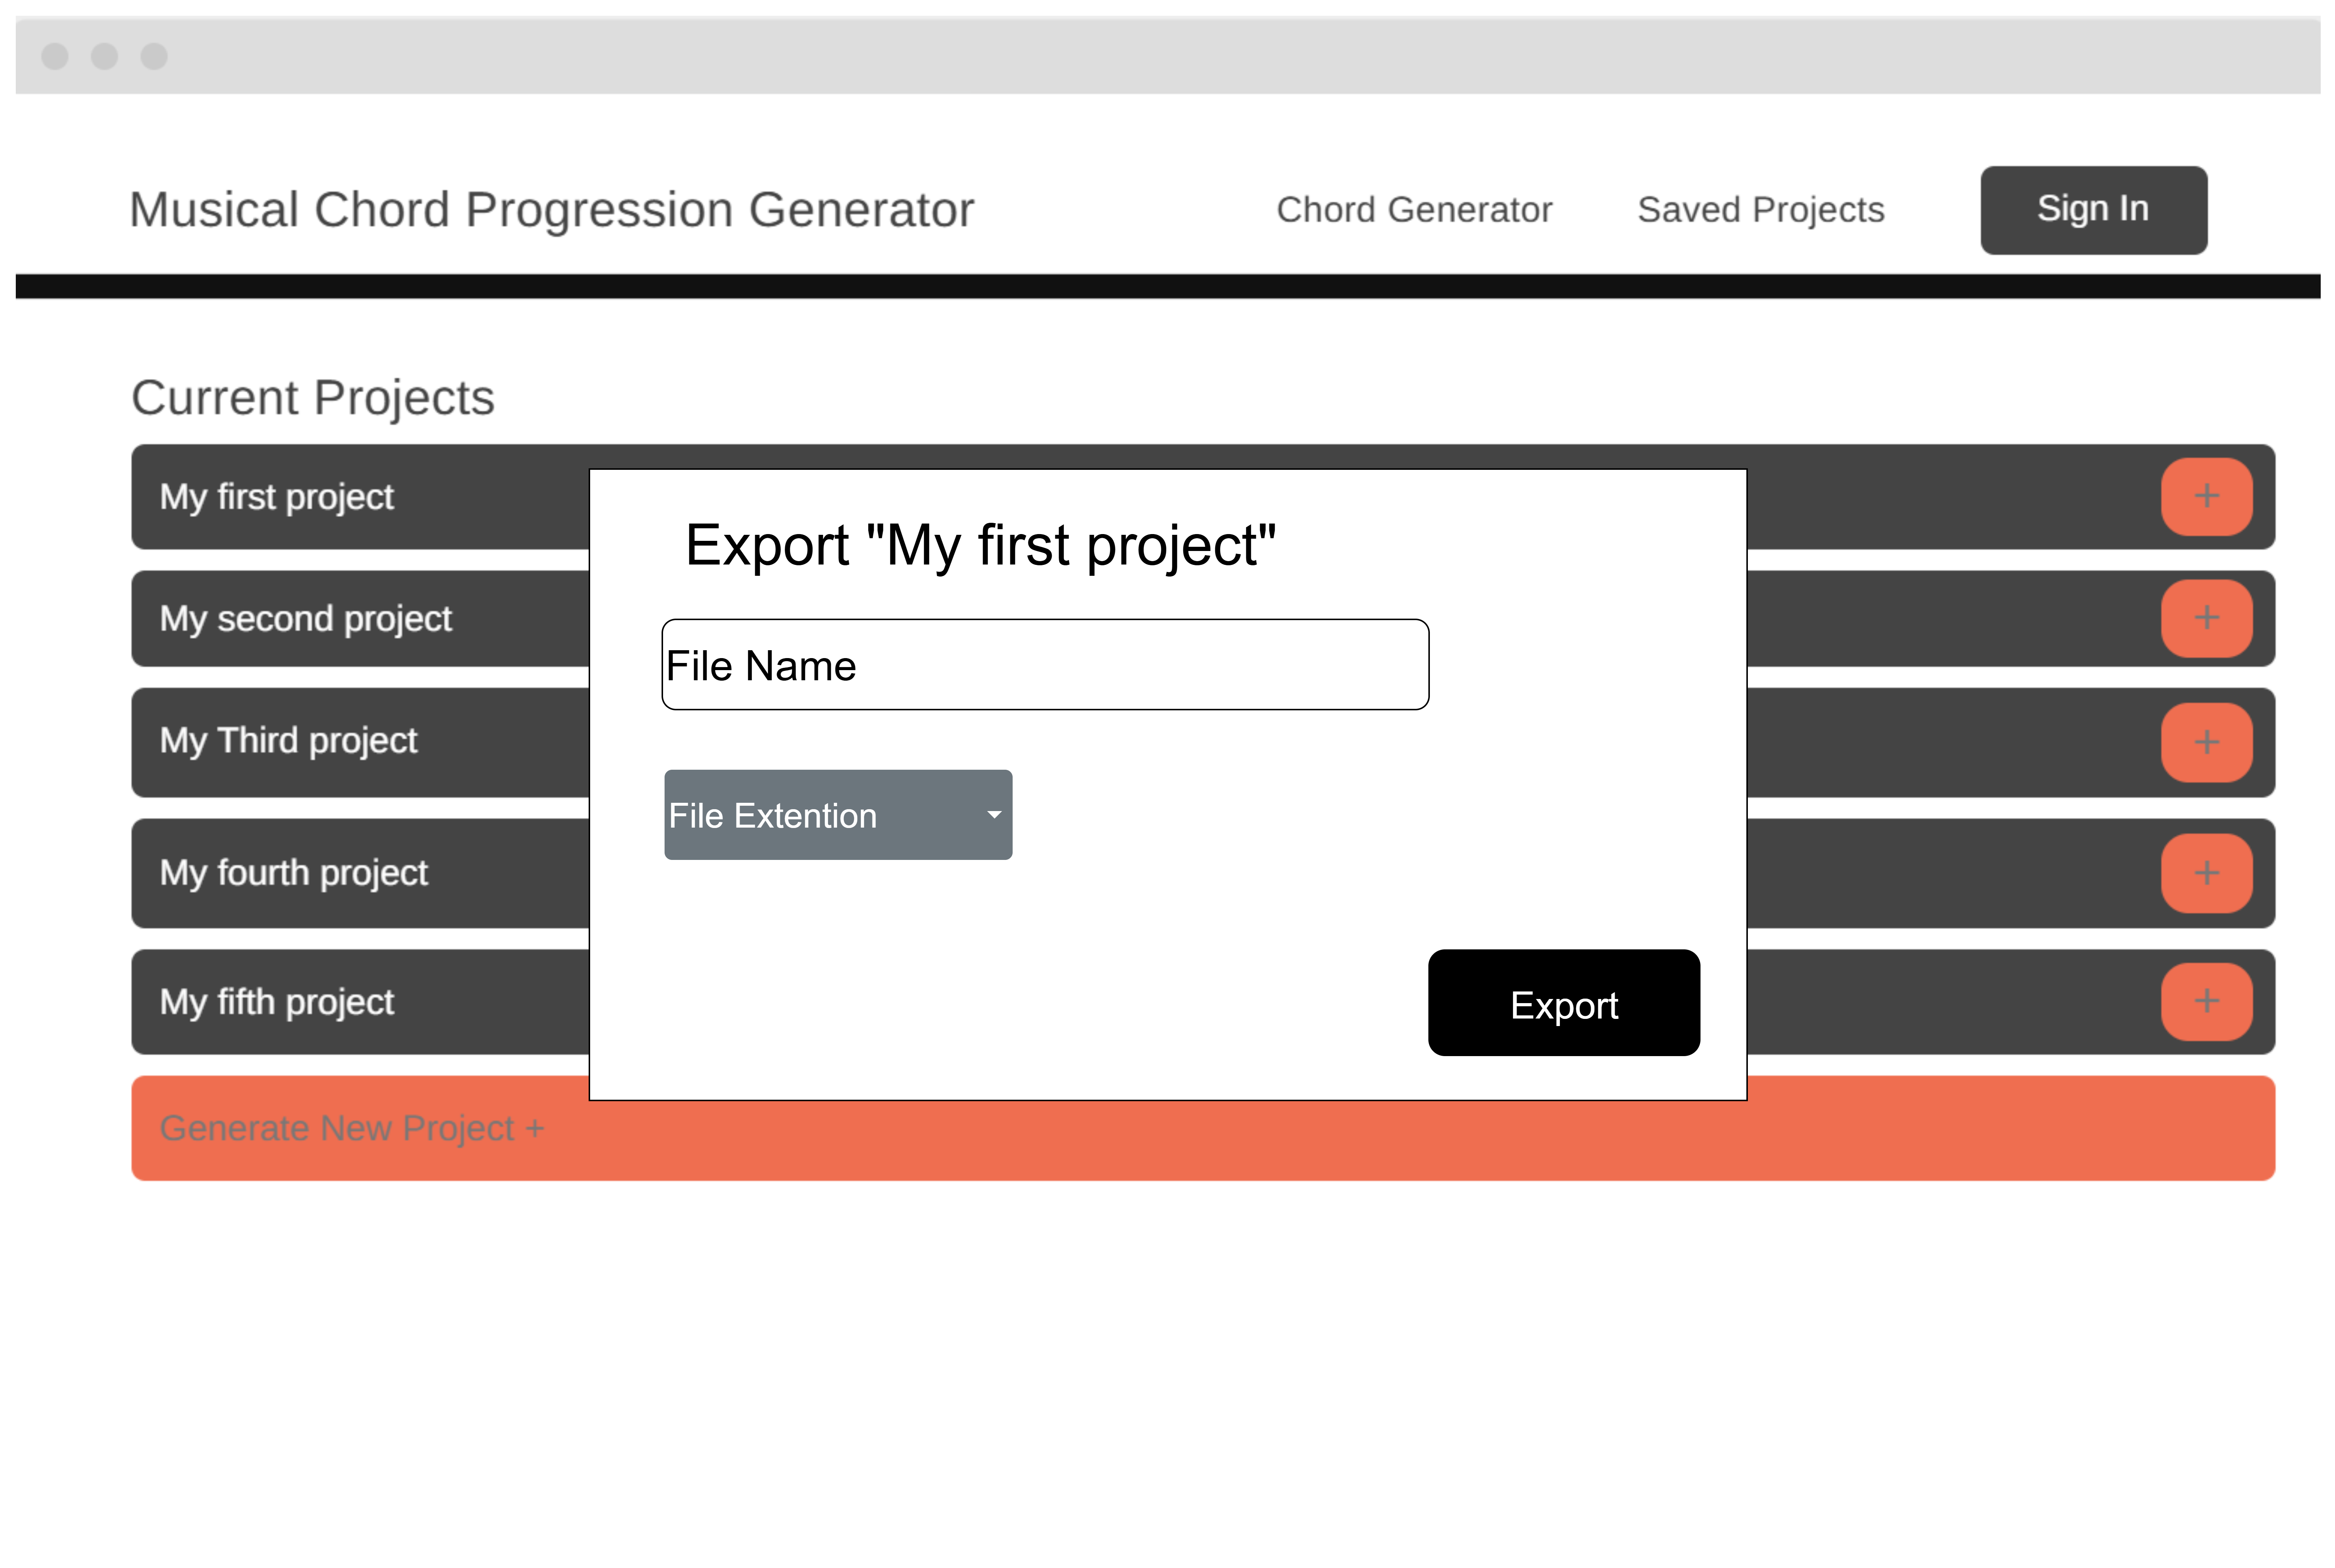 Musical Chord Progression Generator
Chord Generator
Saved Projects
Sign In
Current Projects
My first project
+
Export "My first project"
My second project
+
File Name
My Third project
+
File Extention
My fourth project
+
My fifth project
+
Export
Generate New Project +